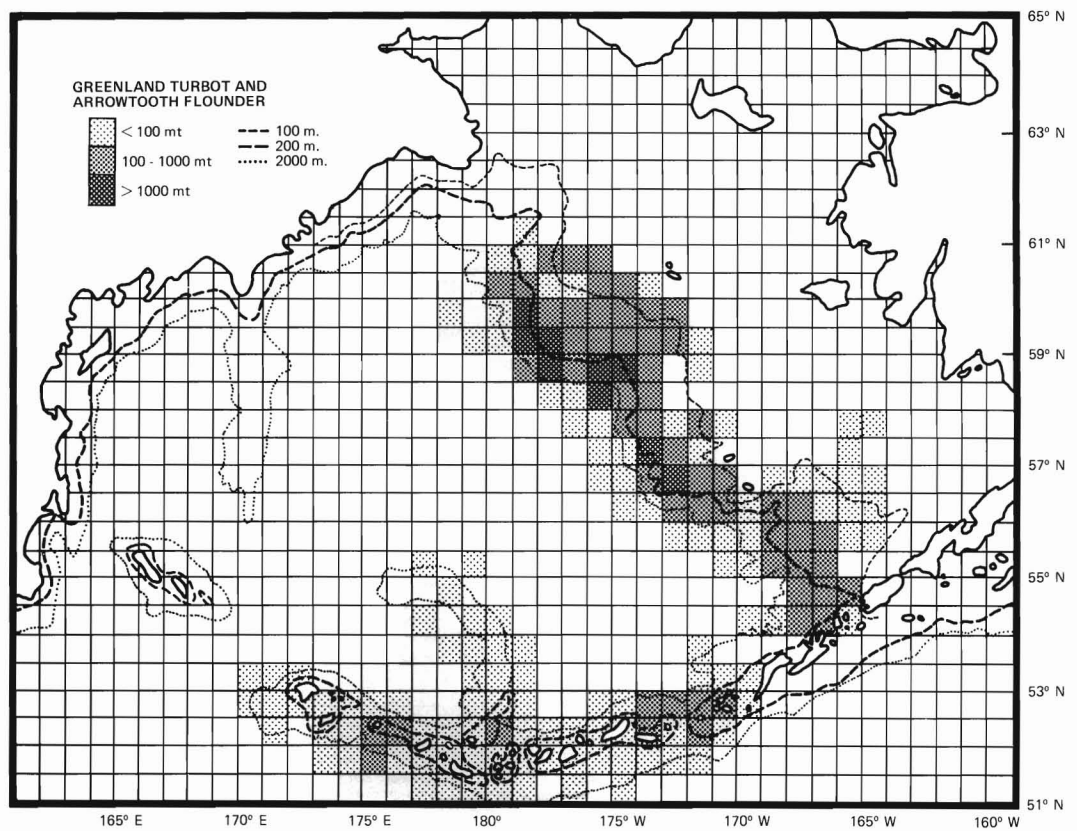 65° N
GREENLAND TURBOT AND
ARROWTOOTH FLOUNDER
< 100 mt
100 - 1000 mt
> 1000 mt
100 m.
200 m.
2000 m.
63° N
61° N
59° N
57° N
55° N
53° N
51° N
165° E
170° E
175° E
180°
175° W
170° W
165° W
160° W